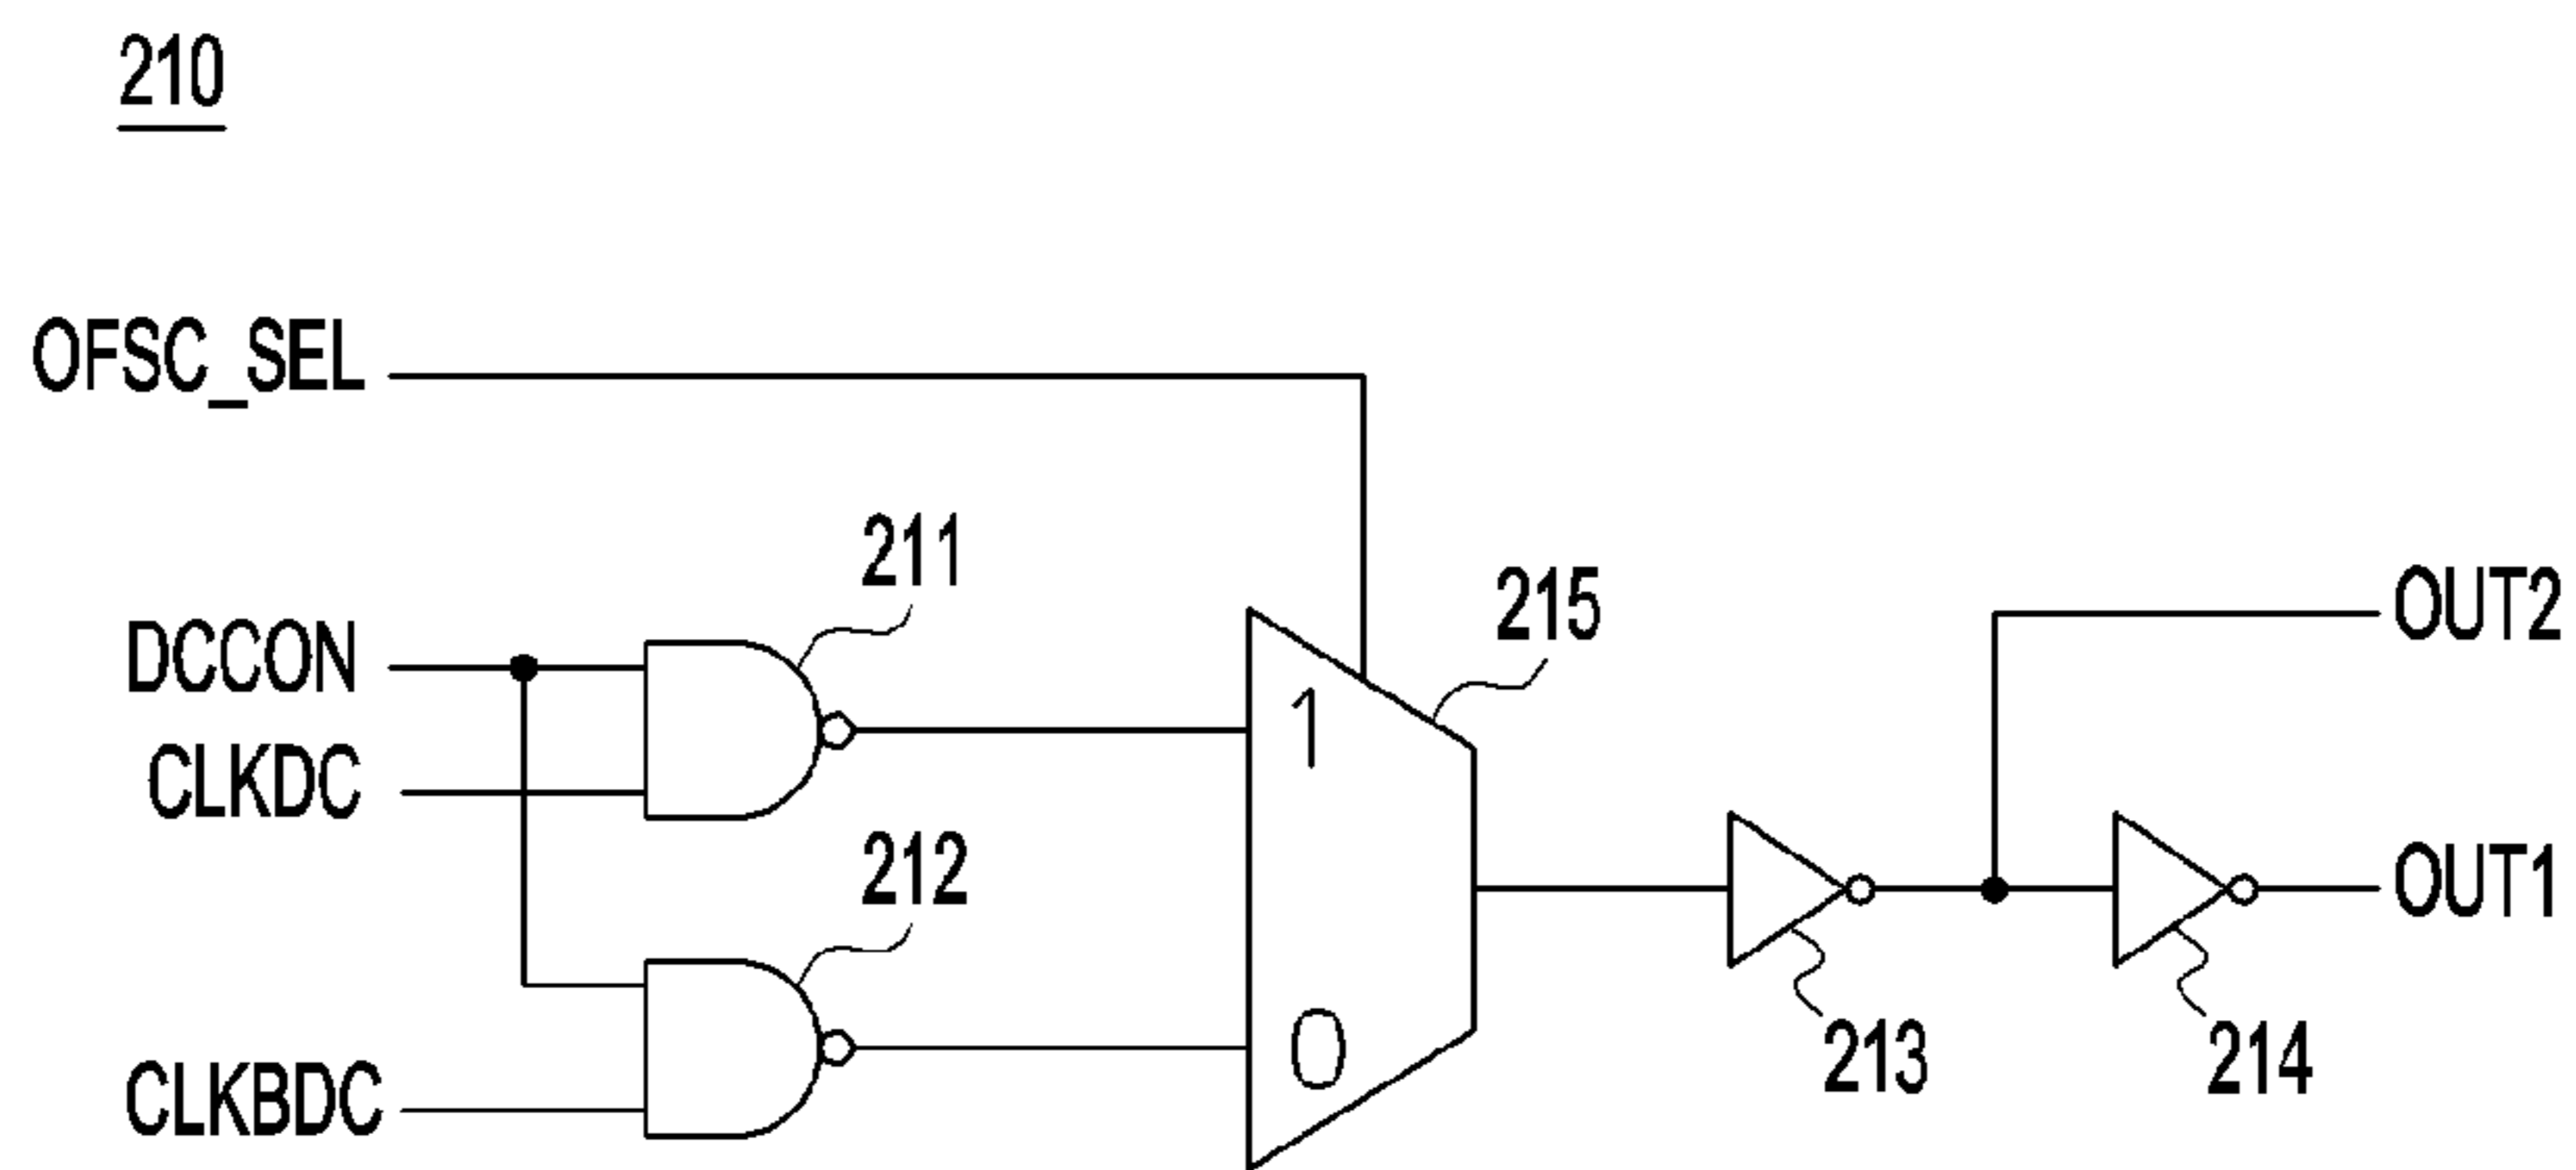 210
OFSC_SEL
211
215
OUT2
DCCON
1
CLKDC
212
OUT1
0
213
214
CLKBDC